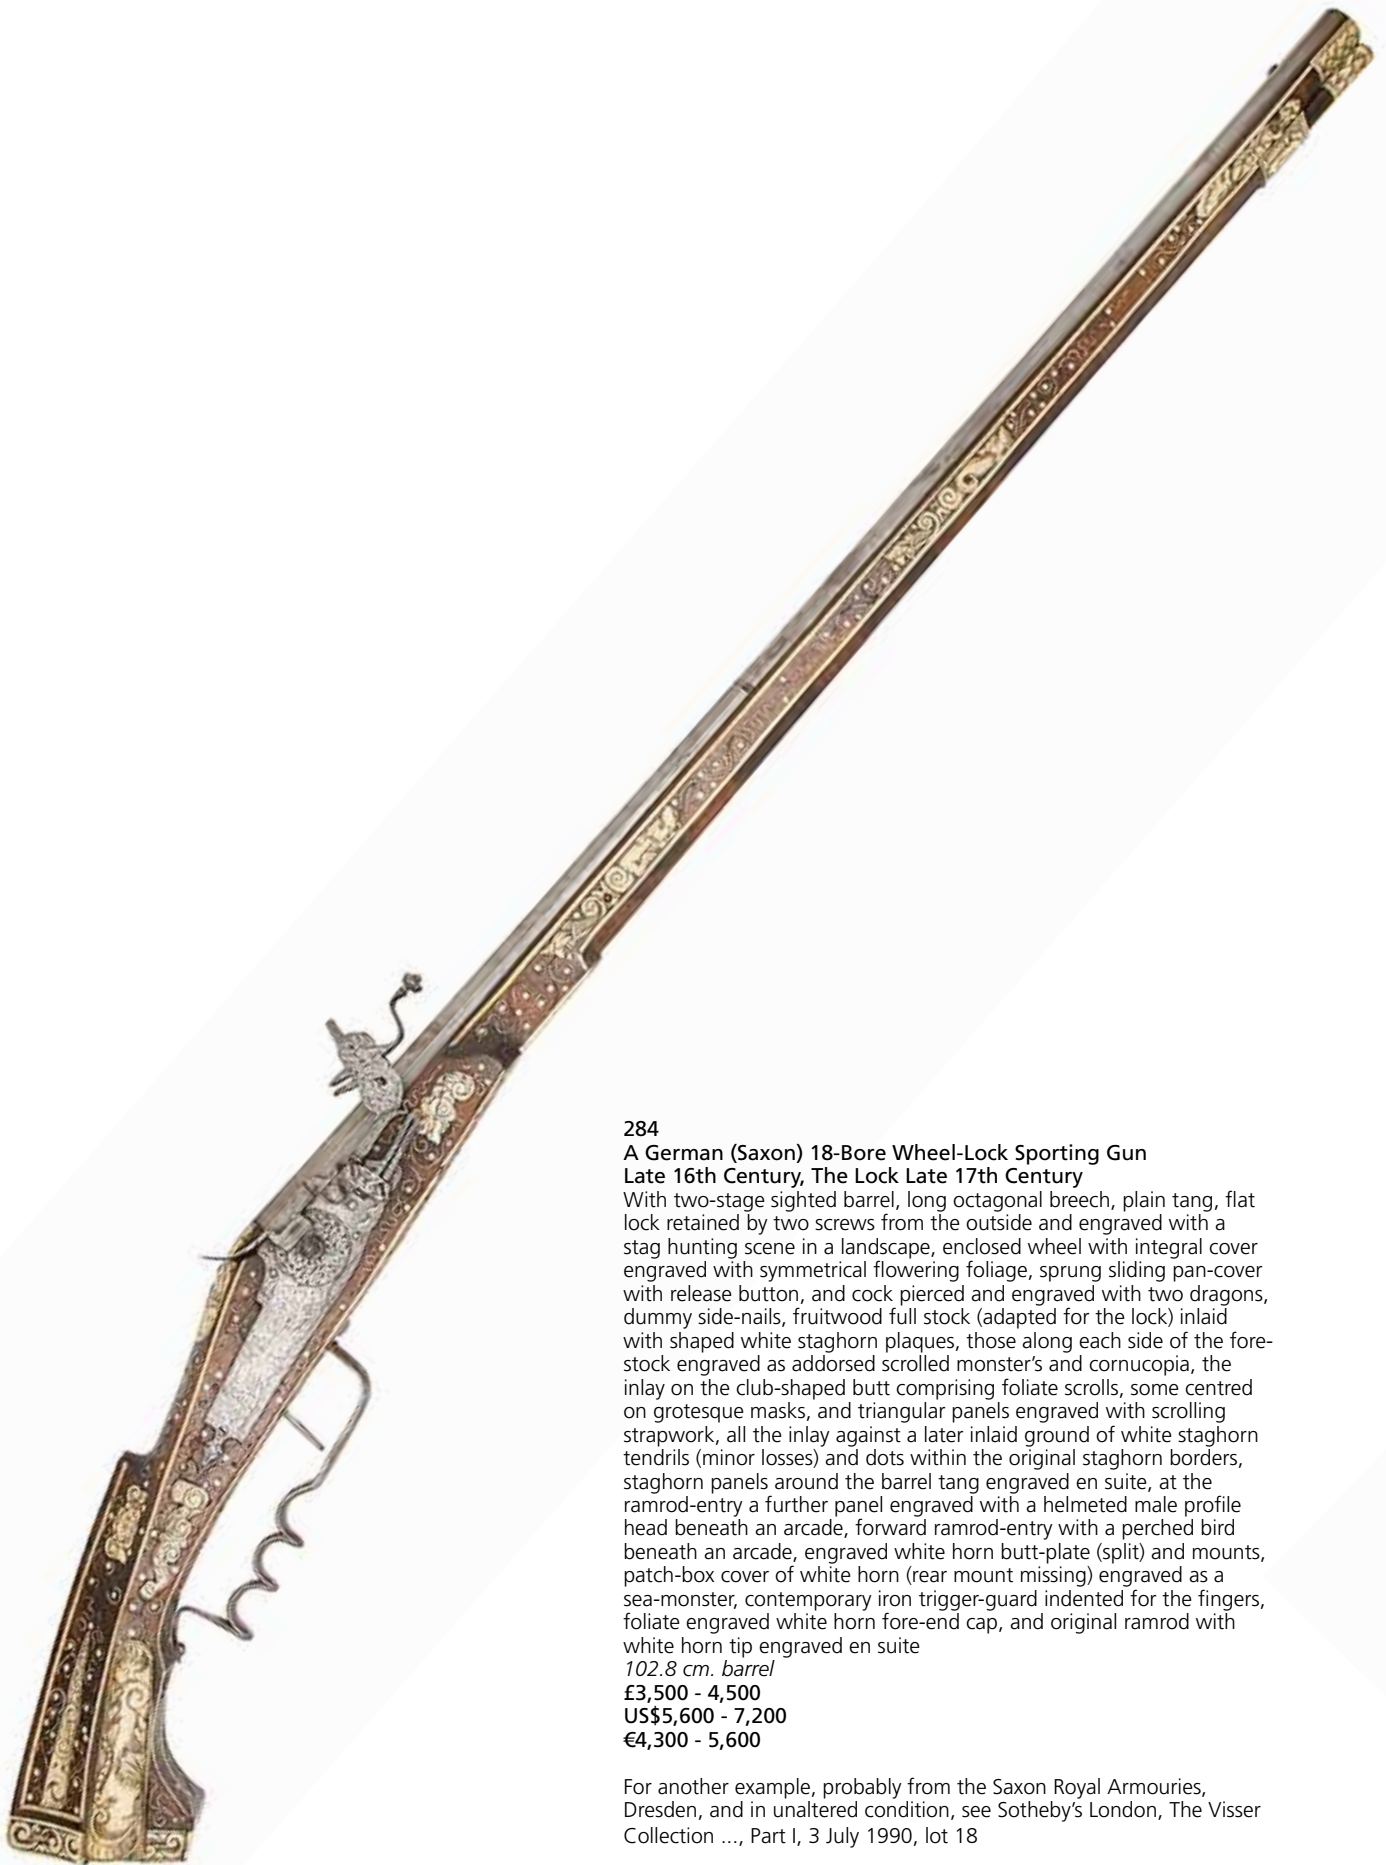 284
A German (Saxon) 18-Bore Wheel-Lock Sporting Gun
Late 16th Century, The Lock Late 17th Century
With two-stage sighted barrel, long octagonal breech, plain tang, flat
lock retained by two screws from the outside and engraved with a
stag hunting scene in a landscape, enclosed wheel with integral cover
engraved with symmetrical flowering foliage, sprung sliding pan-cover
with release button, and cock pierced and engraved with two dragons,
dummy side-nails, fruitwood full stock (adapted for the lock) inlaid
with shaped white staghorn plaques, those along each side of the fore-
stock engraved as addorsed scrolled monster's and cornucopia, the
inlay on the club-shaped butt comprising foliate scrolls, some centred
on grotesque masks, and triangular panels engraved with scrolling
strapwork, all the inlay against a later inlaid ground of white staghorn
tendrils (minor losses) and dots within the original staghorn borders,
staghorn panels around the barrel tang engraved en suite, at the
ramrod-entry a further panel engraved with a helmeted male profile
head beneath an arcade, forward ramrod-entry with a perched bird
beneath an arcade, engraved white horn butt-plate (split) and mounts,
patch-box cover of white horn (rear mount missing) engraved as a
sea-monster, contemporary iron trigger-guard indented for the fingers,
foliate engraved white horn fore-end cap, and original ramrod with
white horn tip engraved en suite
102.8 cm. barrel
£3,500 - 4,500
US$5,600 - 7,200
€4,300 - 5,600
For another example, probably from the Saxon Royal Armouries,
Dresden, and in unaltered condition, see Sotheby's London, The Visser
Collection ..., Part I, 3 July 1990, lot 18